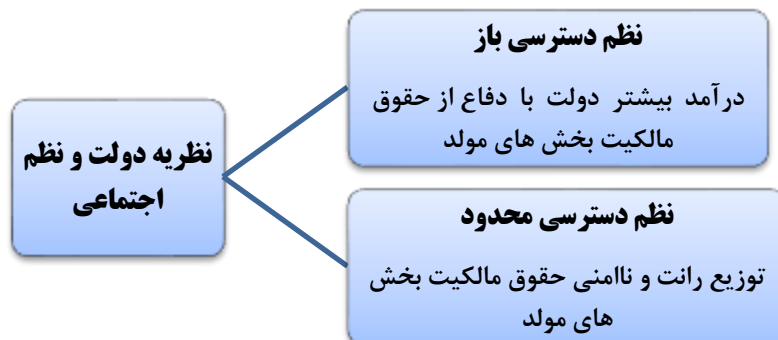 نظریه دولت و نظم
اجتماعی
نظم دسترسی باز
درآمد بیشتر دولت با دفاع از حقوق
مالکیت بخش های مولد
نظم دسترسی محدود
توزیع رانت و ناامنی حقوق مالکیت بخش
های مولد